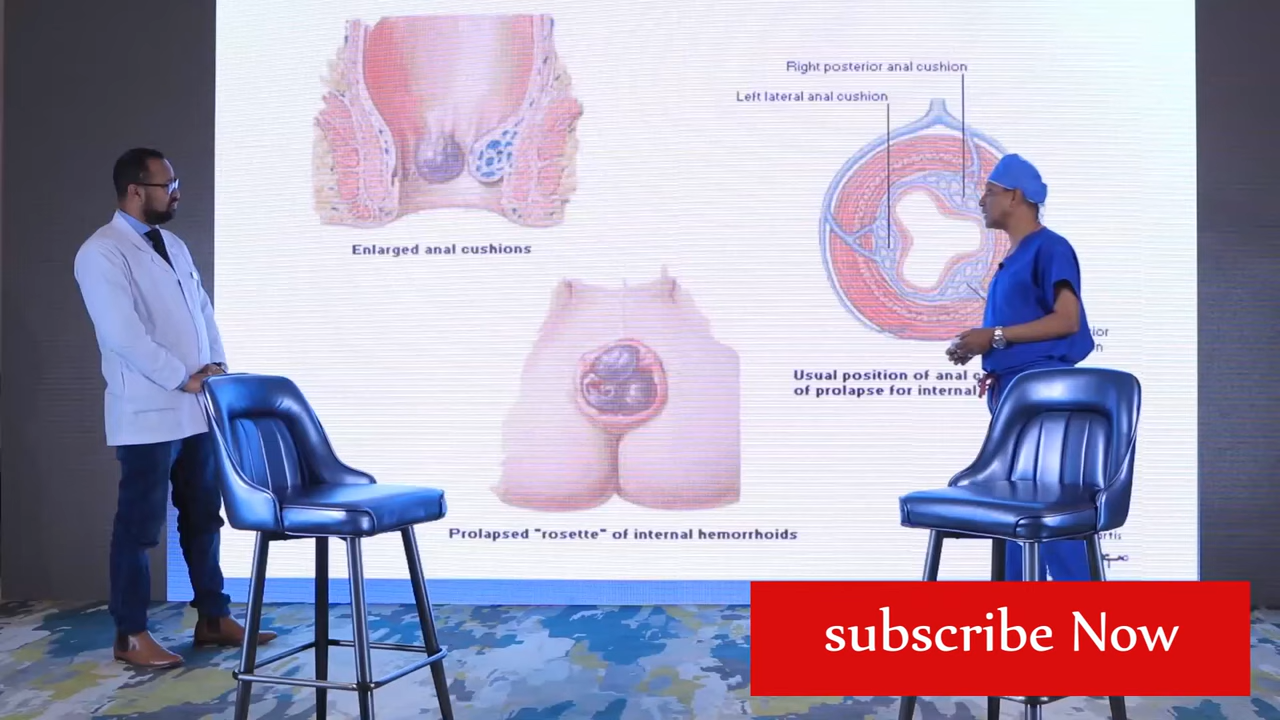 Right posterior anal cushion
Left lateral anal cushion
Enlarged anal cushions
Usual position of anal
of prolapse for internal
Prolapsed "rosette" of internal hemorrhoids
subscribe Now